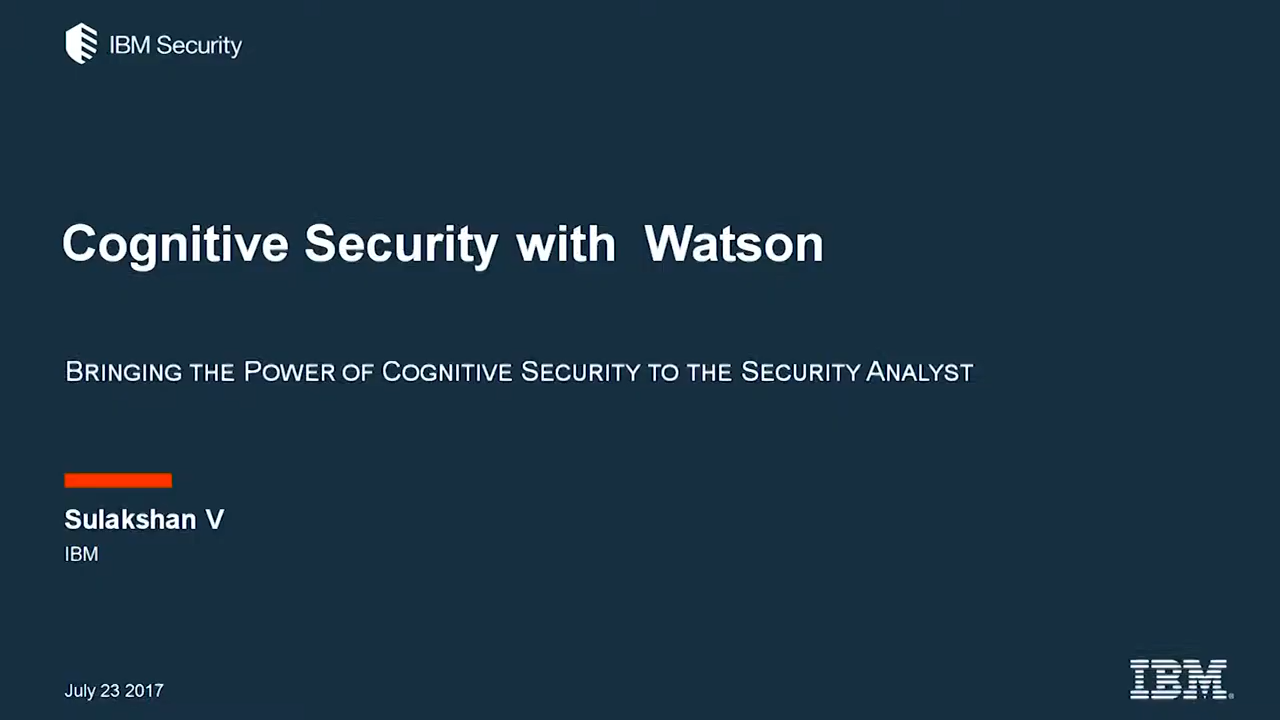 IBM Security
Cognitive Security with  Watson
BRINGING THE POWER OF COGNITIVE SECURITY TO THE SECURITY ANALYST
Sulakshan V
IBM
July 23 2017
IBM®